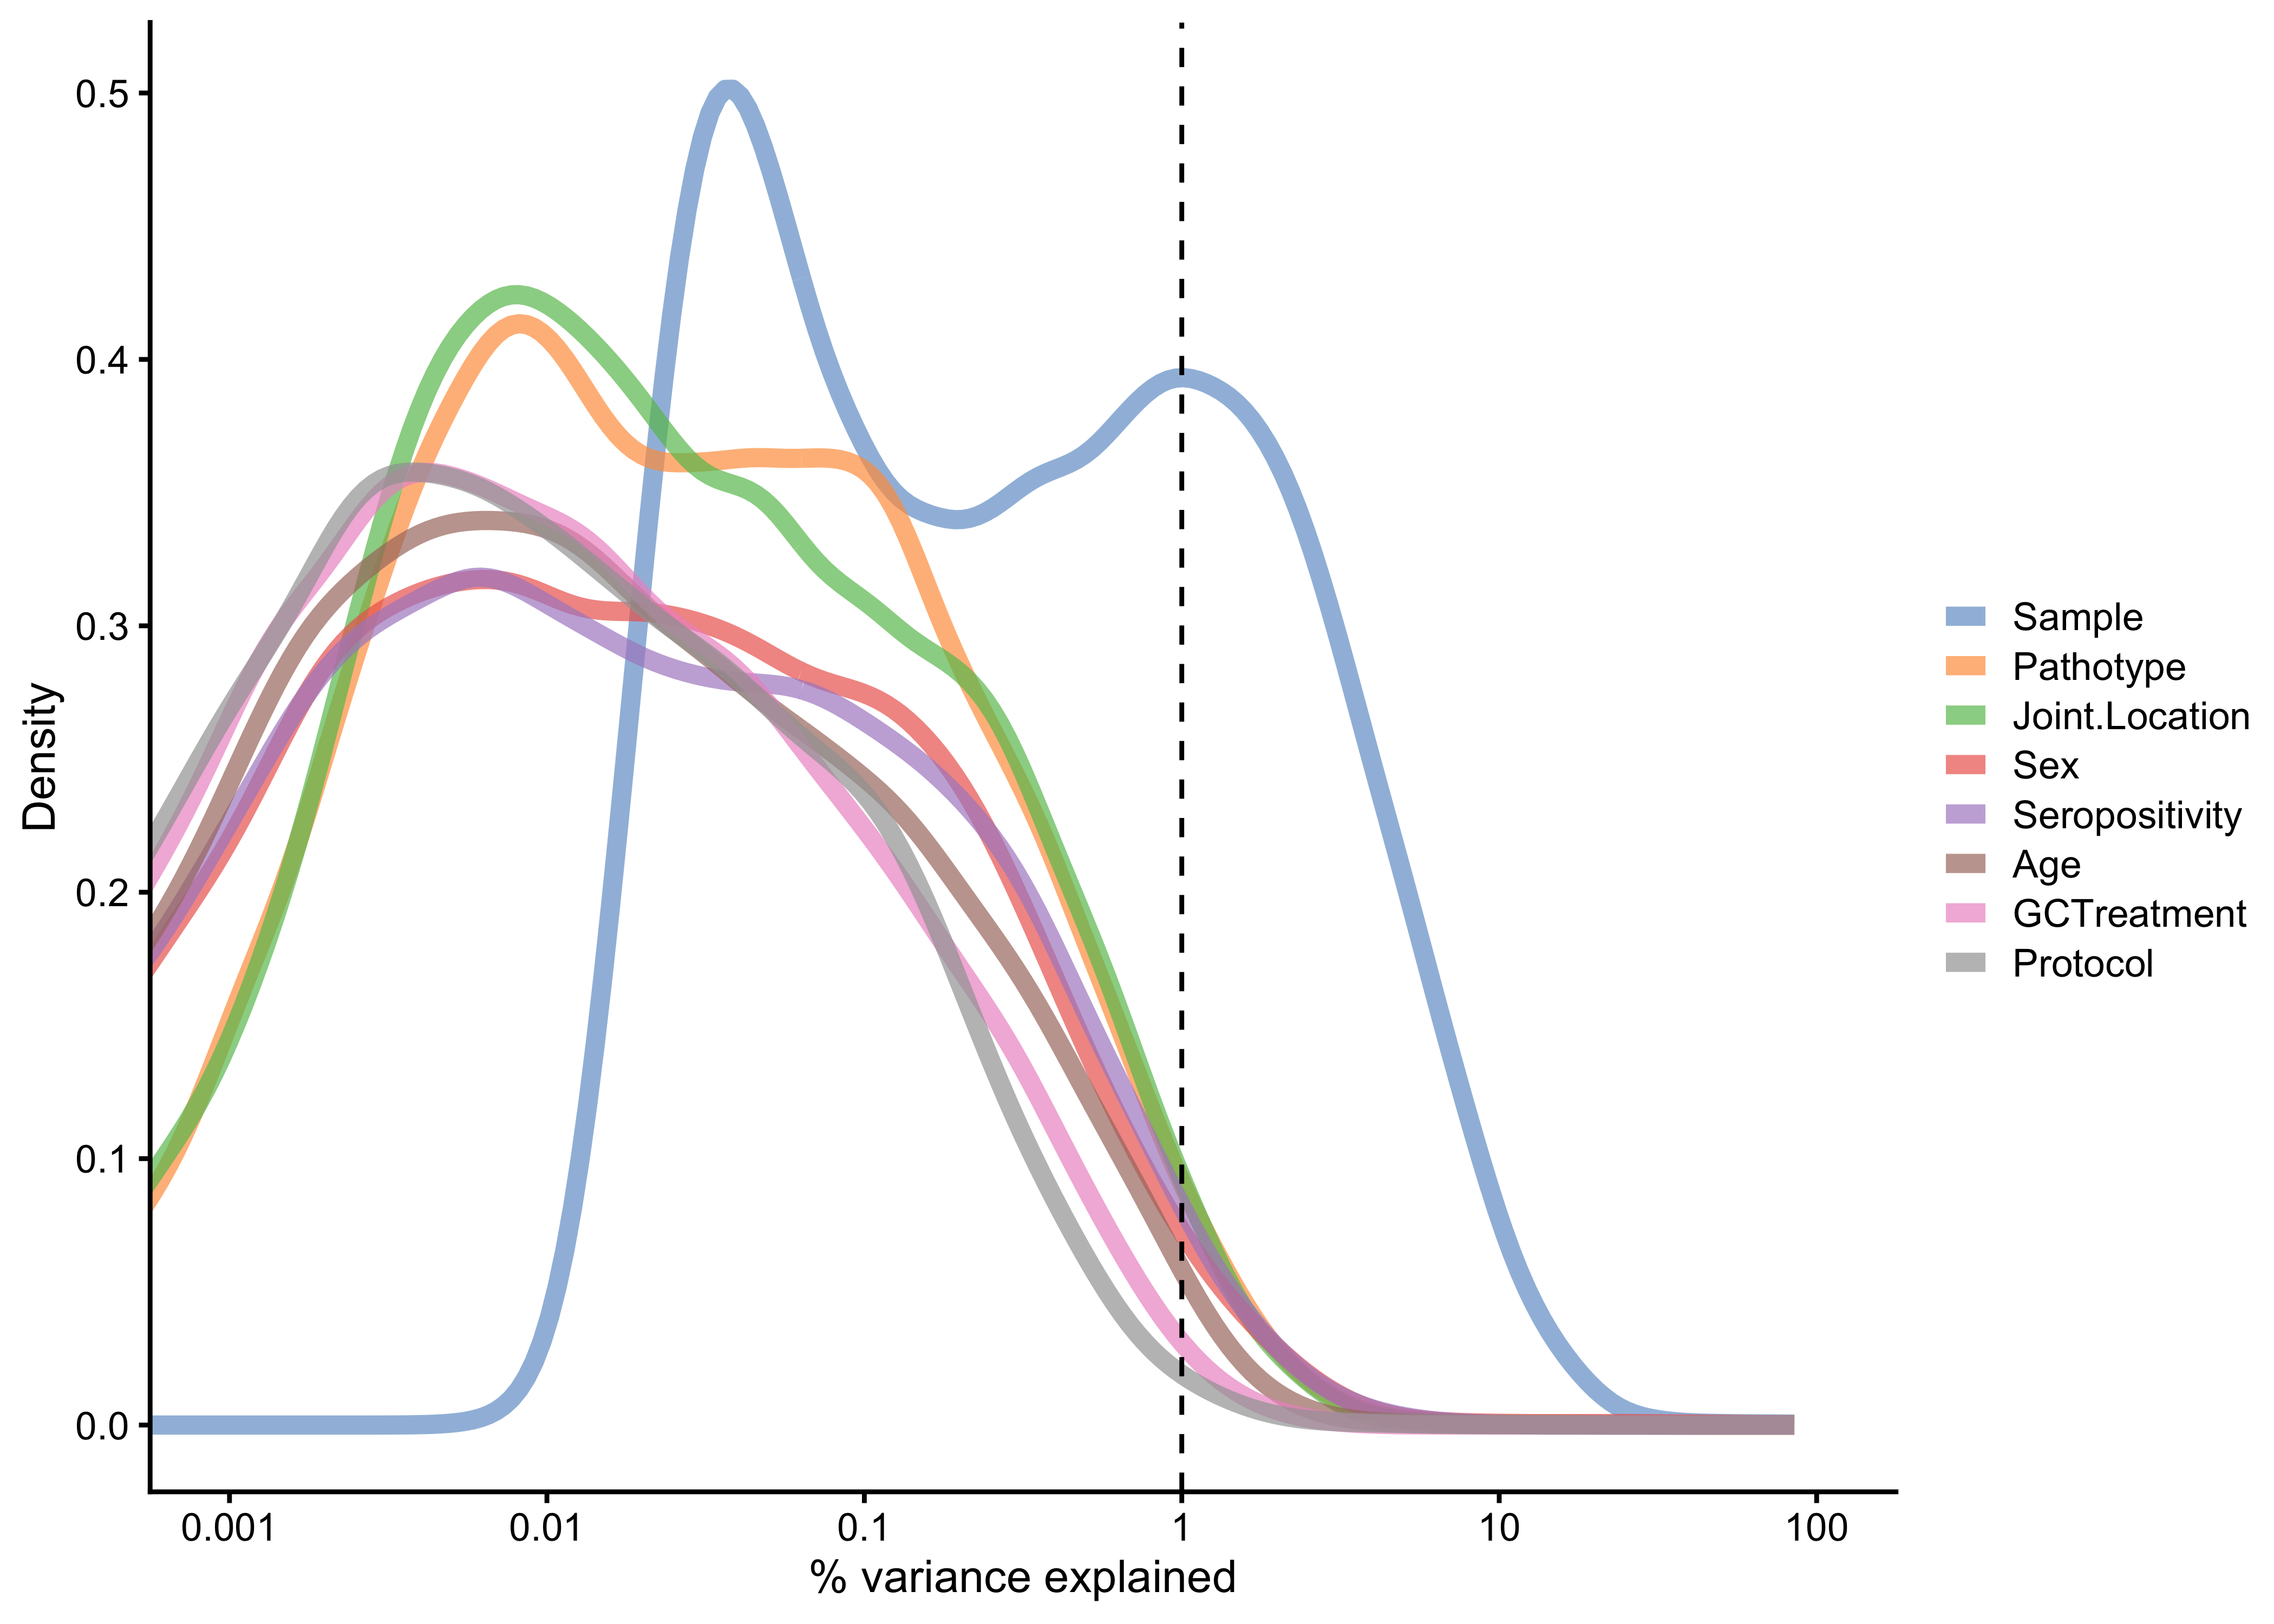 Density
0.5
0.4
0.3
0.2
0.1
0.0
0.001 0.01 0.1 1 10 100
% variance explained
Sample
Pathotype
Joint.Location
Sex
Seropositivity
Age
GCTreatment
Protocol